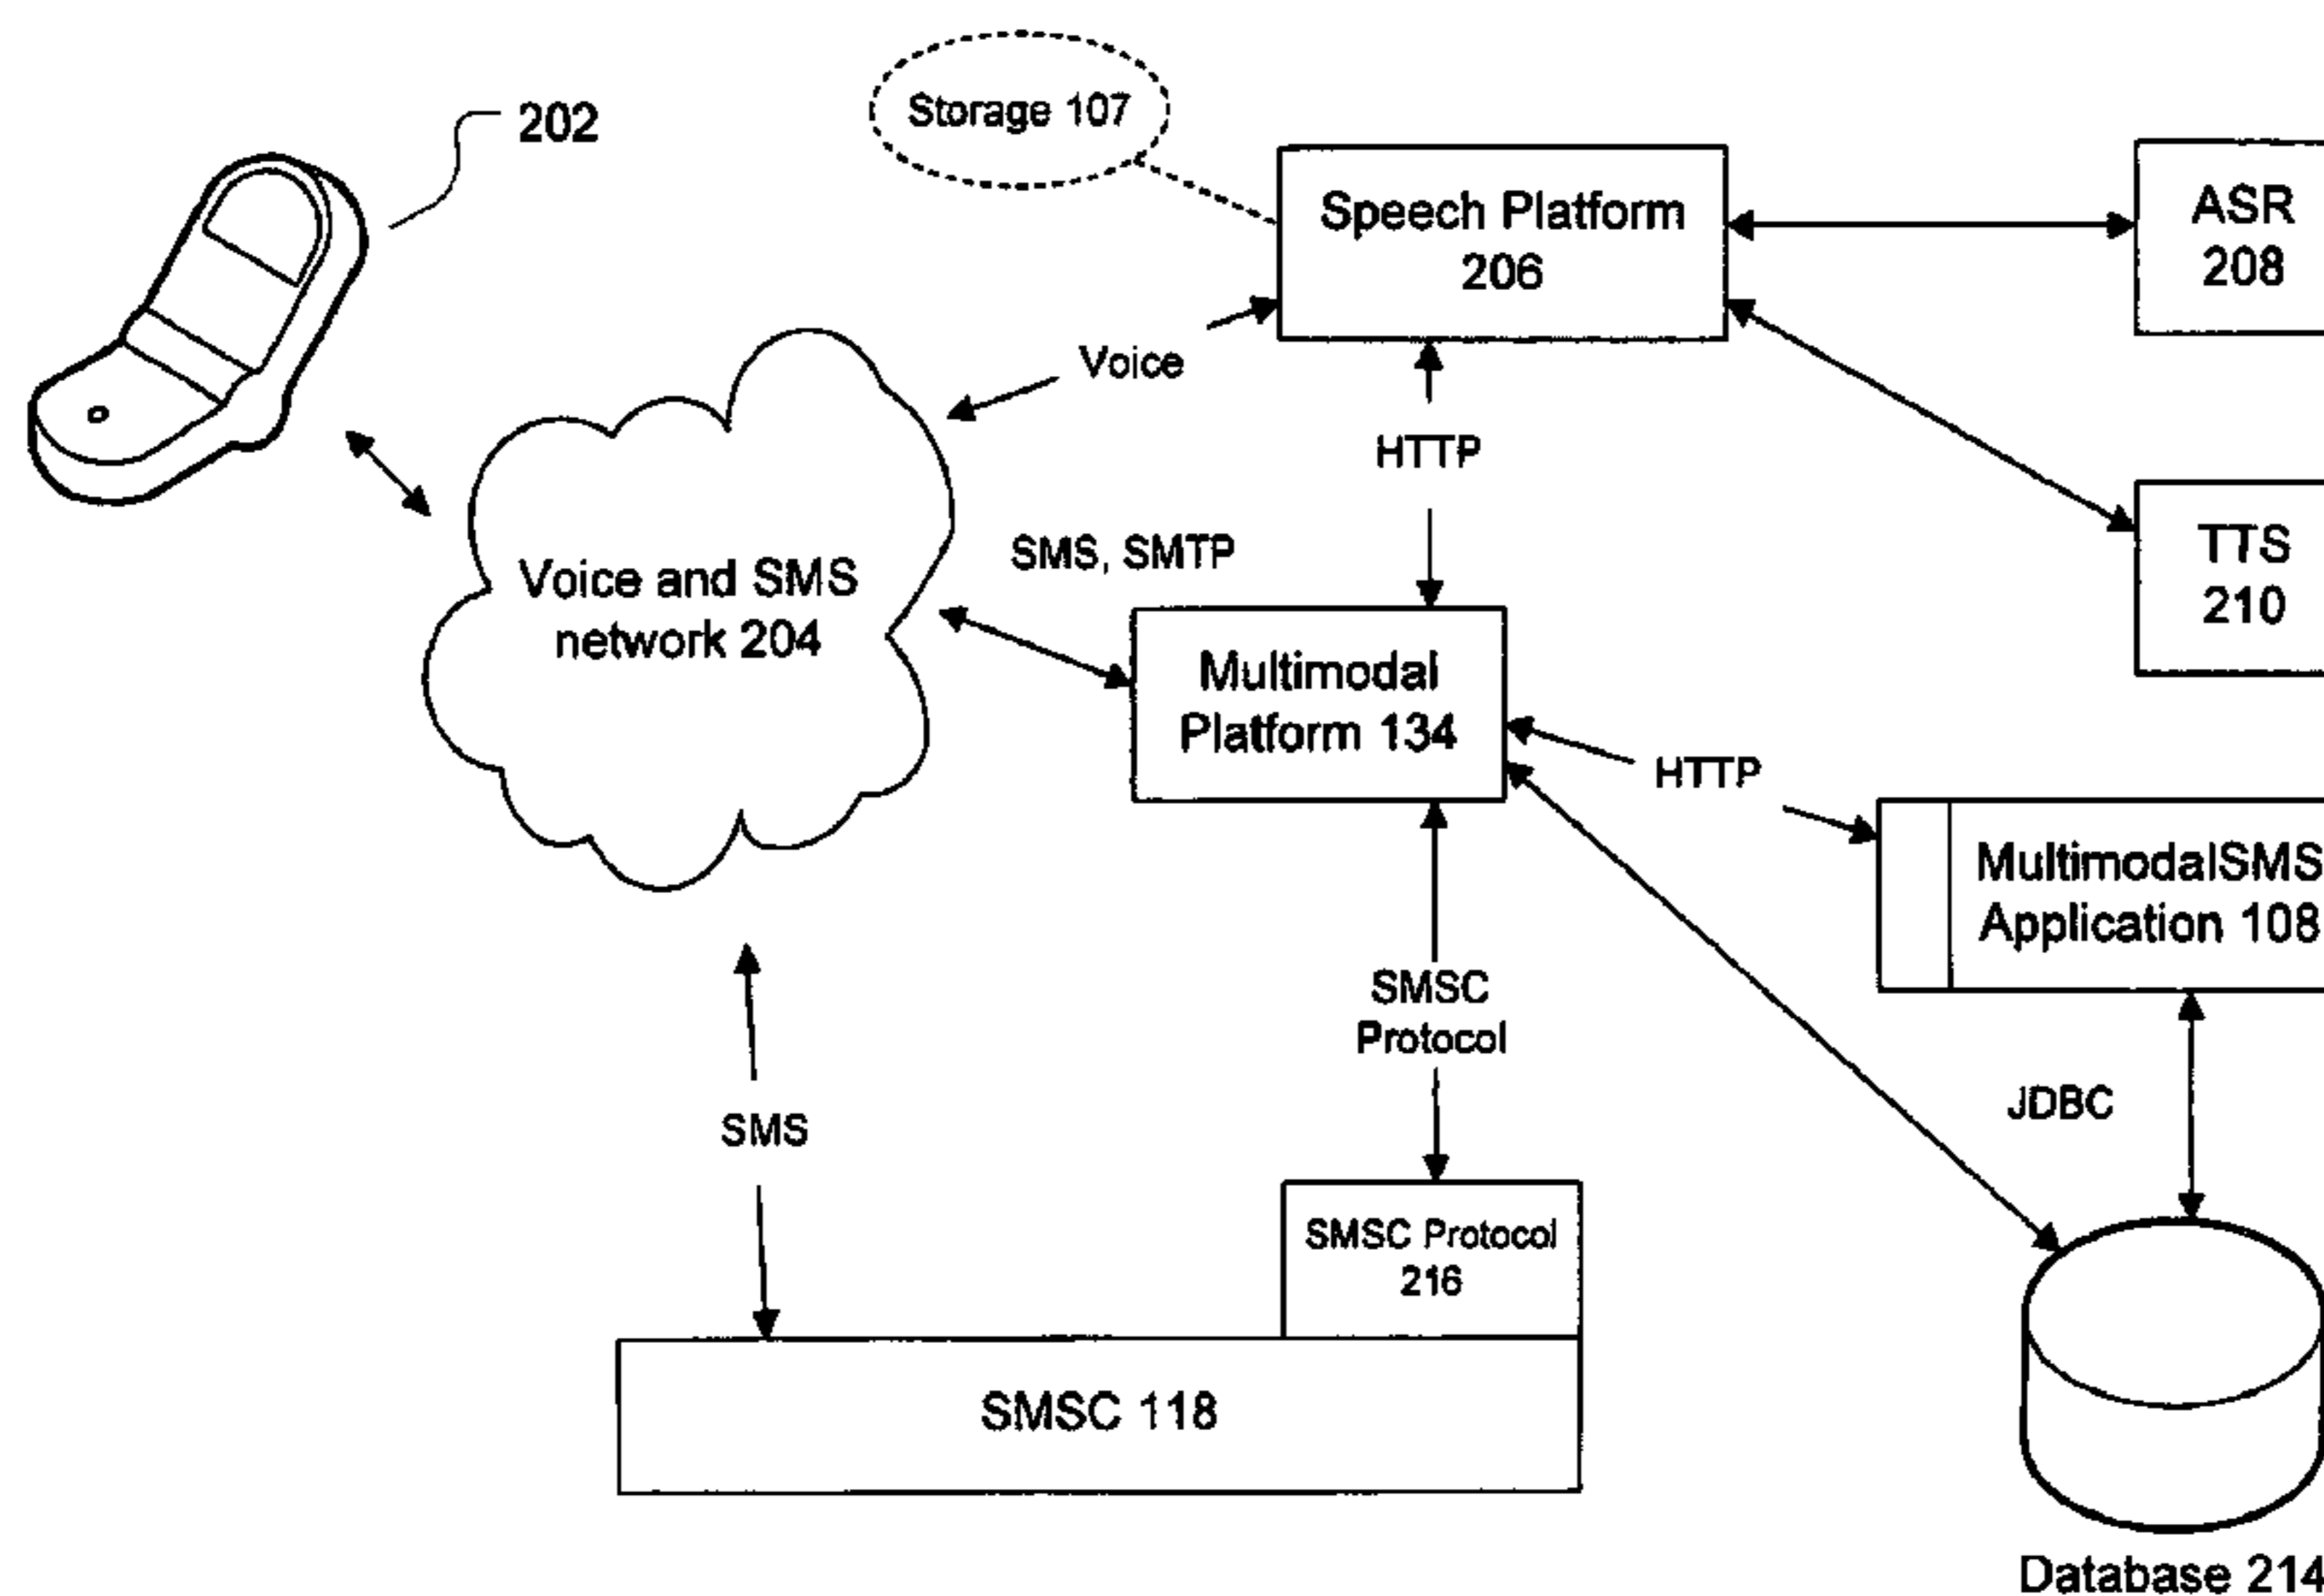 202
Storage 107
Speech Platform
206
ASR
208
Voice
HTTP
TTS
210
SMS, SMTP
Voice and SMS
network 204
Multimodal
Platform 134
HTTP
MultimodalSMS
Application 108
SMSC
Protocol
JDBC
SMS
SMSC Protocol
216
SMSC 118
Database 214